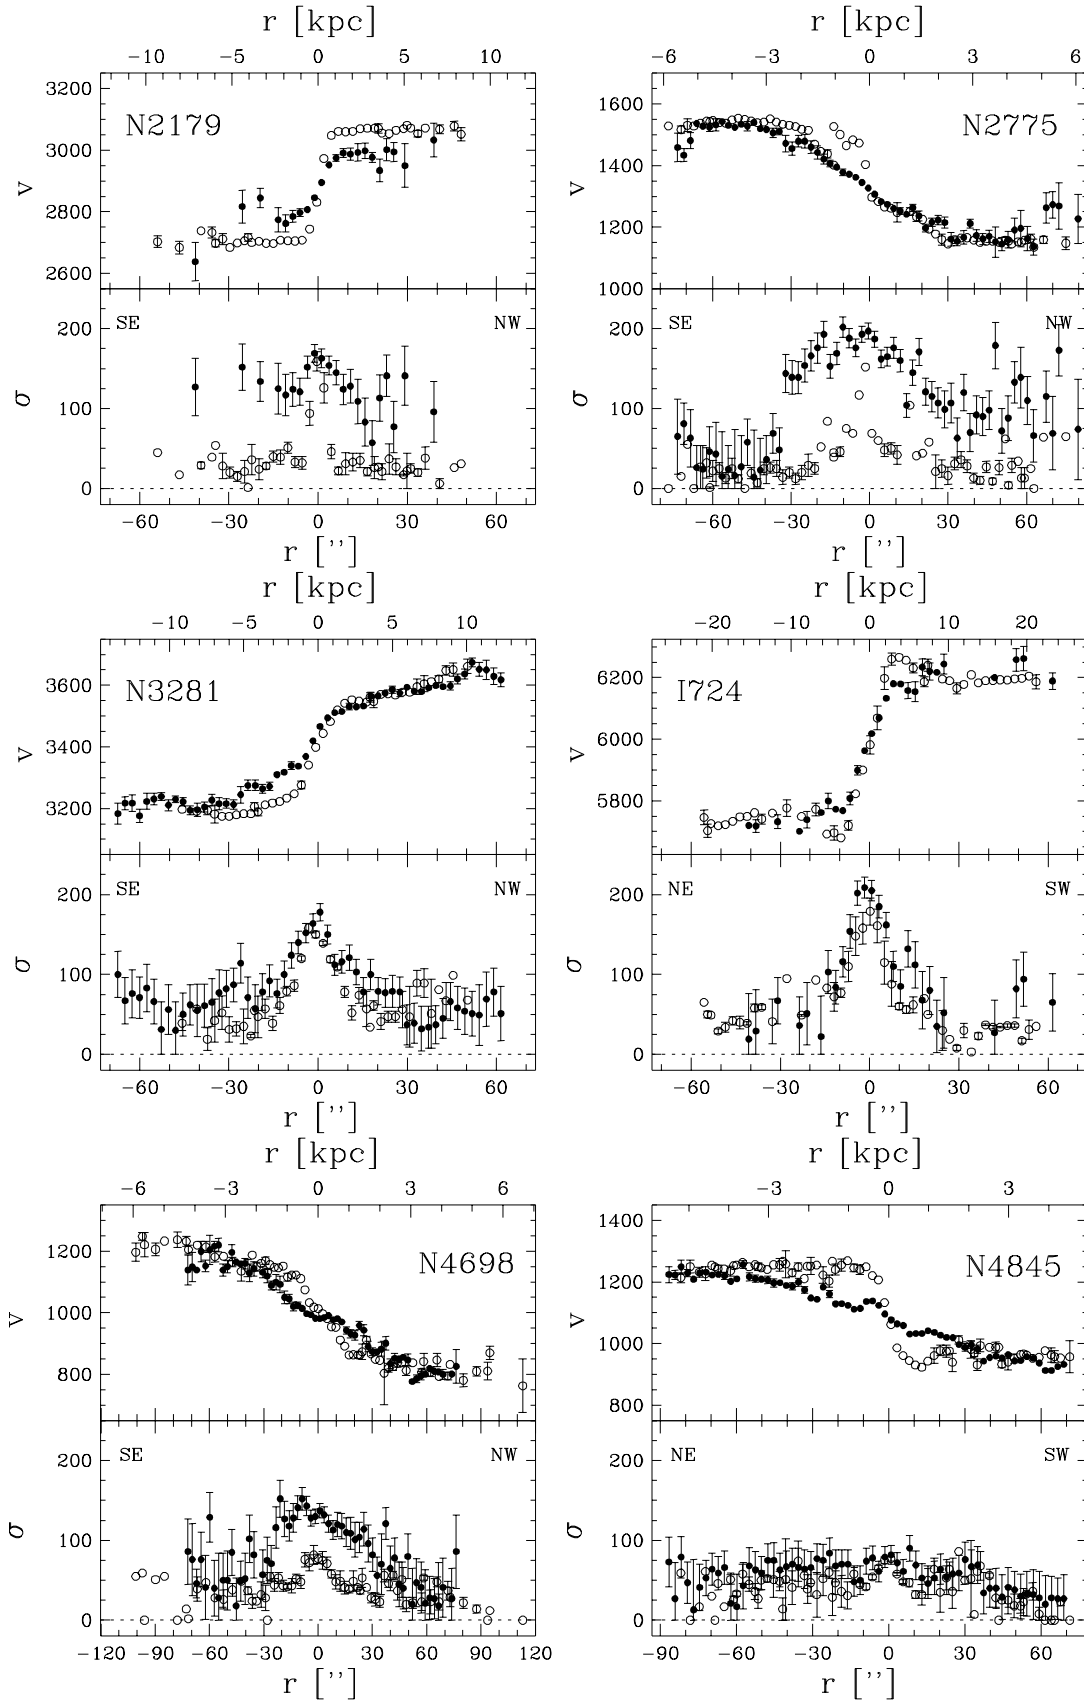 r [kpc] r [kpc]
−10 −5 0 5 10 −6 −3 0 3 6
3200 3000 2800 2600 v N2179
1600 1400 1200 1000 v N2775
200 100 0 σ SE NW
200 100 0 σ SE NW
−60 −30 0 30 60 −60 −30 0 30 60
r [’’] r [’’]
r [kpc] r [kpc]
−10 −5 0 5 10 −20 −10 0 10 20
3600 3400 3200 v N3281
6200 6000 5800 v I724
200 100 0 σ SE NW
200 100 0 σ NE SW
−60 −30 0 30 60 −60 −30 0 30 60
r [’’] r [’’]
r [kpc] r [kpc]
−6 −3 0 3 6 −3 0 3
1200 1000 800 v N4698
1400 1200 1000 800 v N4845
200 100 0 σ SE NW
200 100 0 σ NE SW
−120 −90 −60 −30 0 30 60 90 120 −90 −60 −30 0 30 60
r [’’] r [’’]